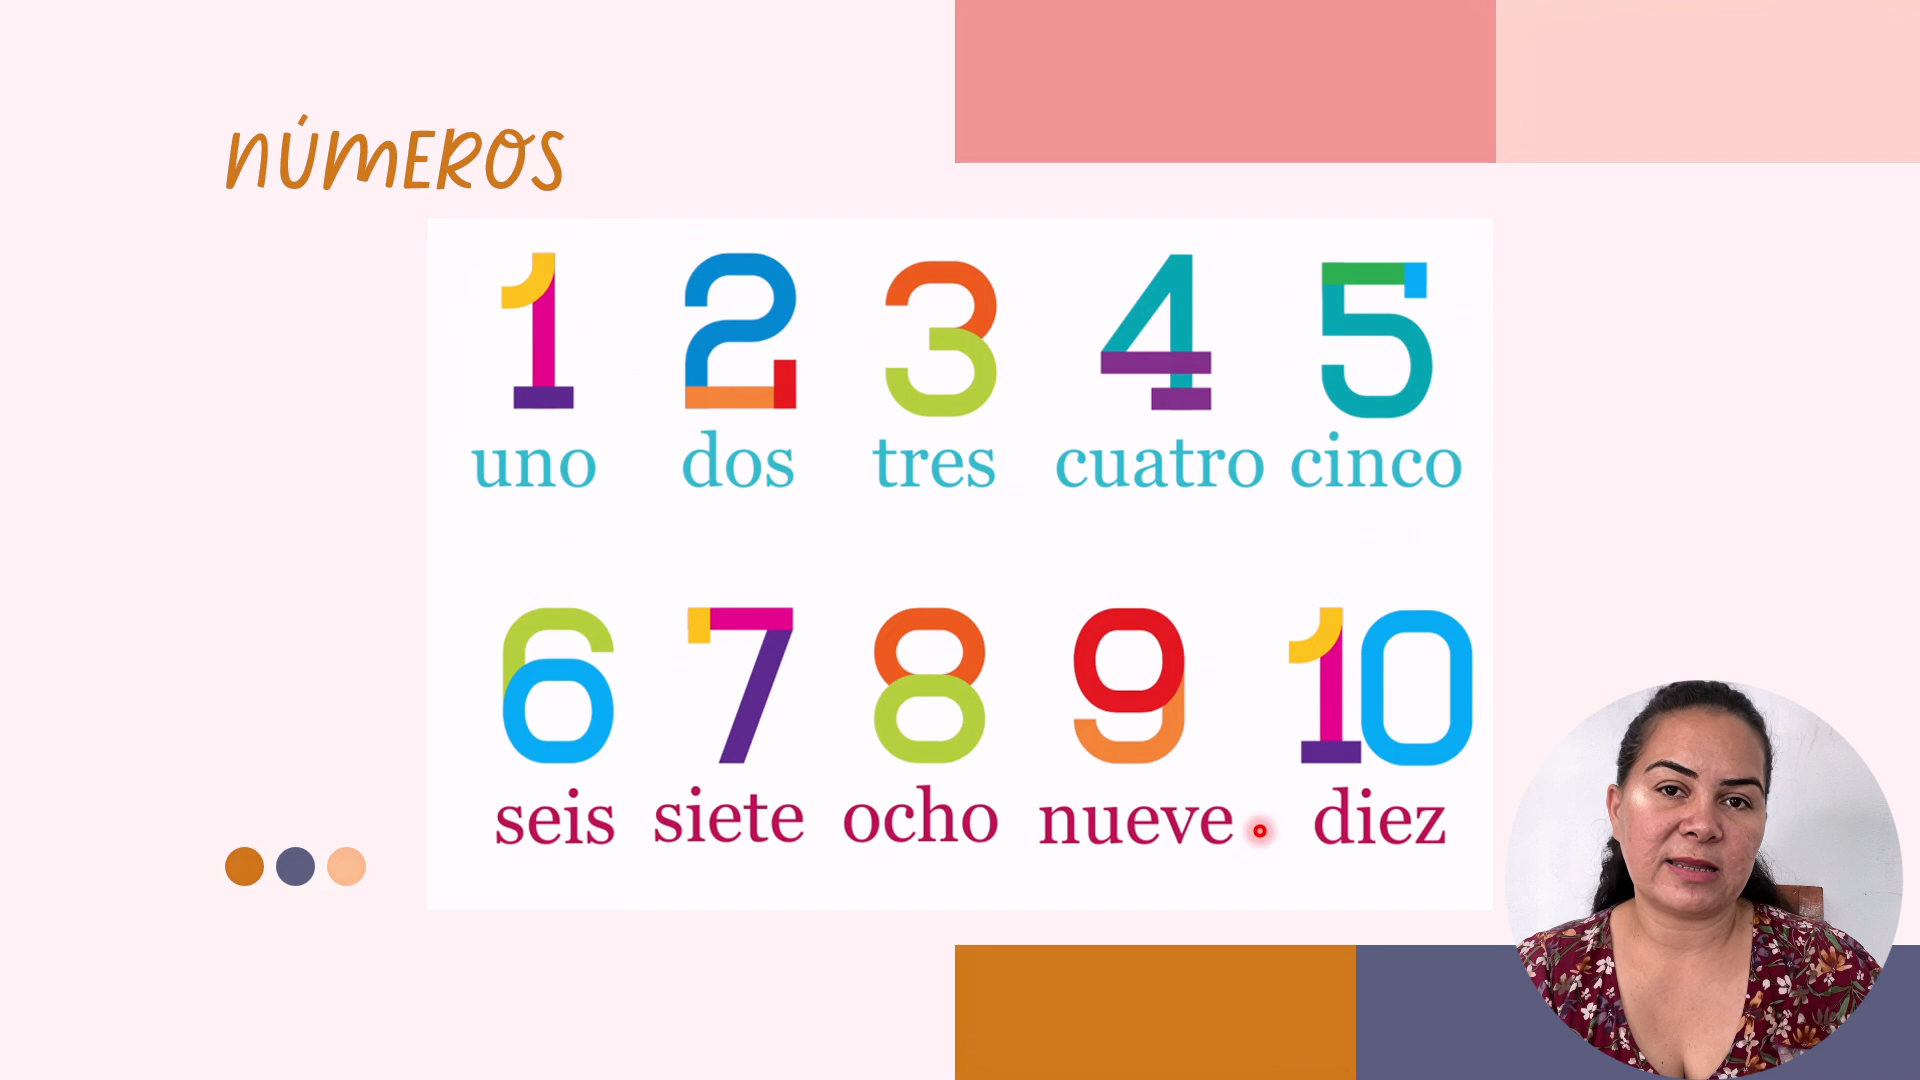 NÚMEROS
1 2 3 4 5
uno dos tres cuatro cinco
6 7 8 9 10
seis siete ocho nueve diez